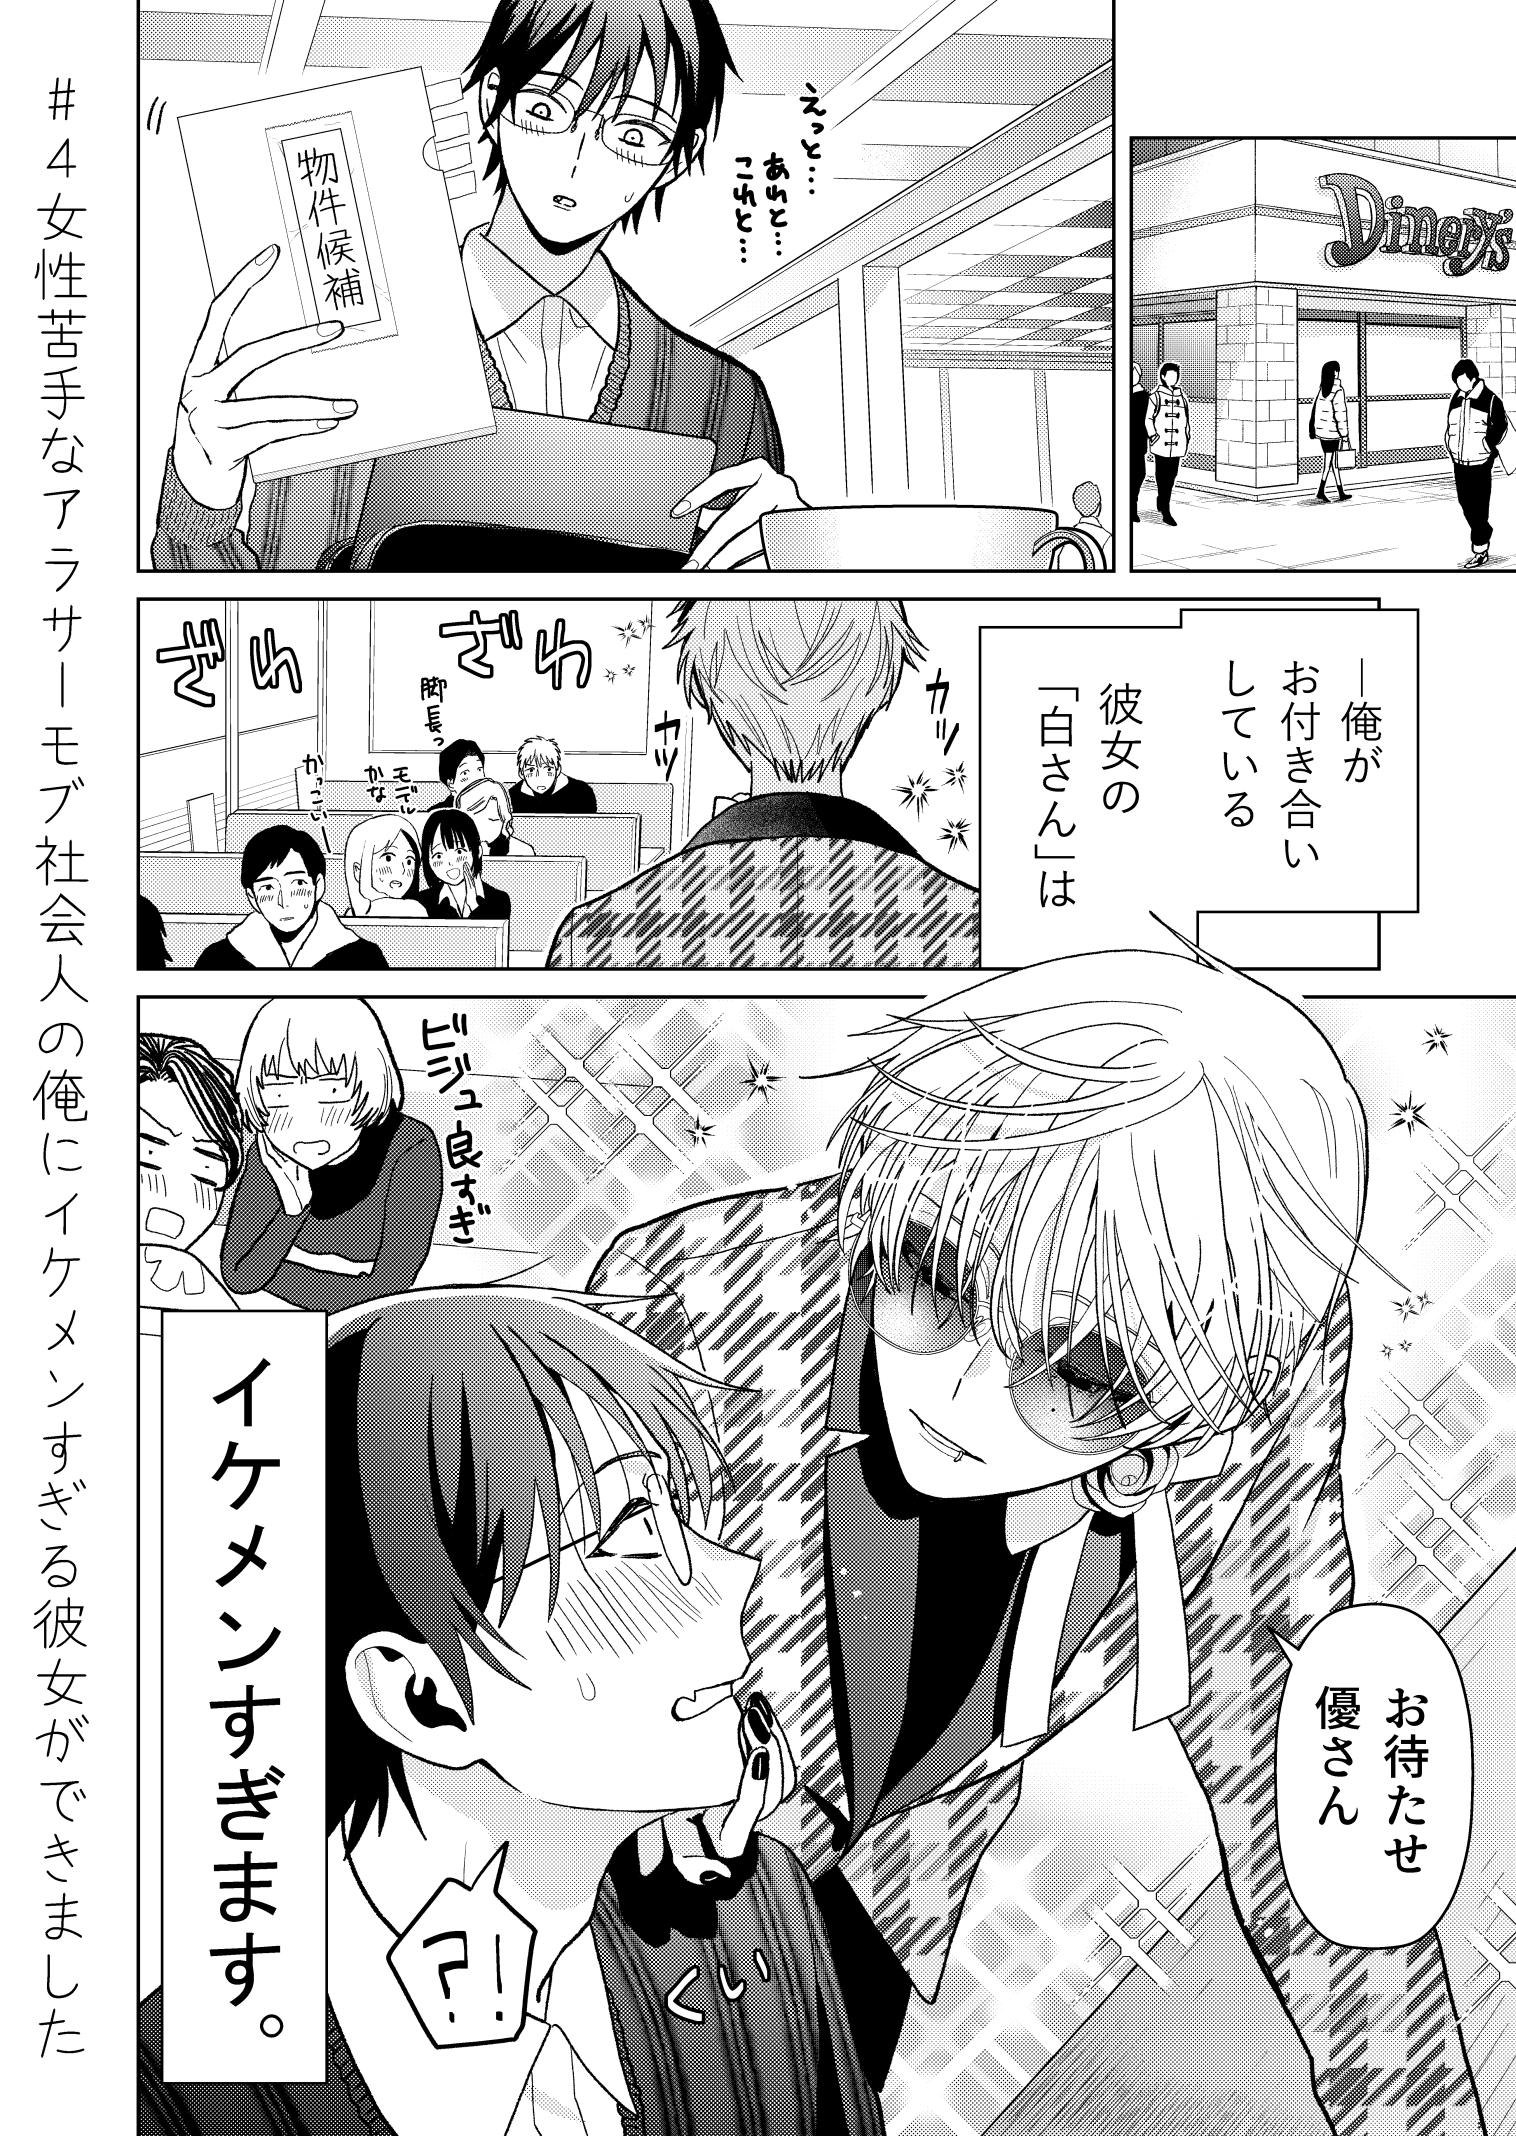 #4女性苦手なアラサーモブ社会人の俺にイケメンすぎる彼女ができました
Dinerx's
えっと…
あれと…
これと…
物件候補
―俺が
お付き合い
している
彼女の
「白さん」は
カツ
カツ
ざわ
ざわ
脚長っ
モデル
かな
かっこいー
ビジュ良すぎ
お待たせ
優さん
くい
?!
イケメンすぎます。